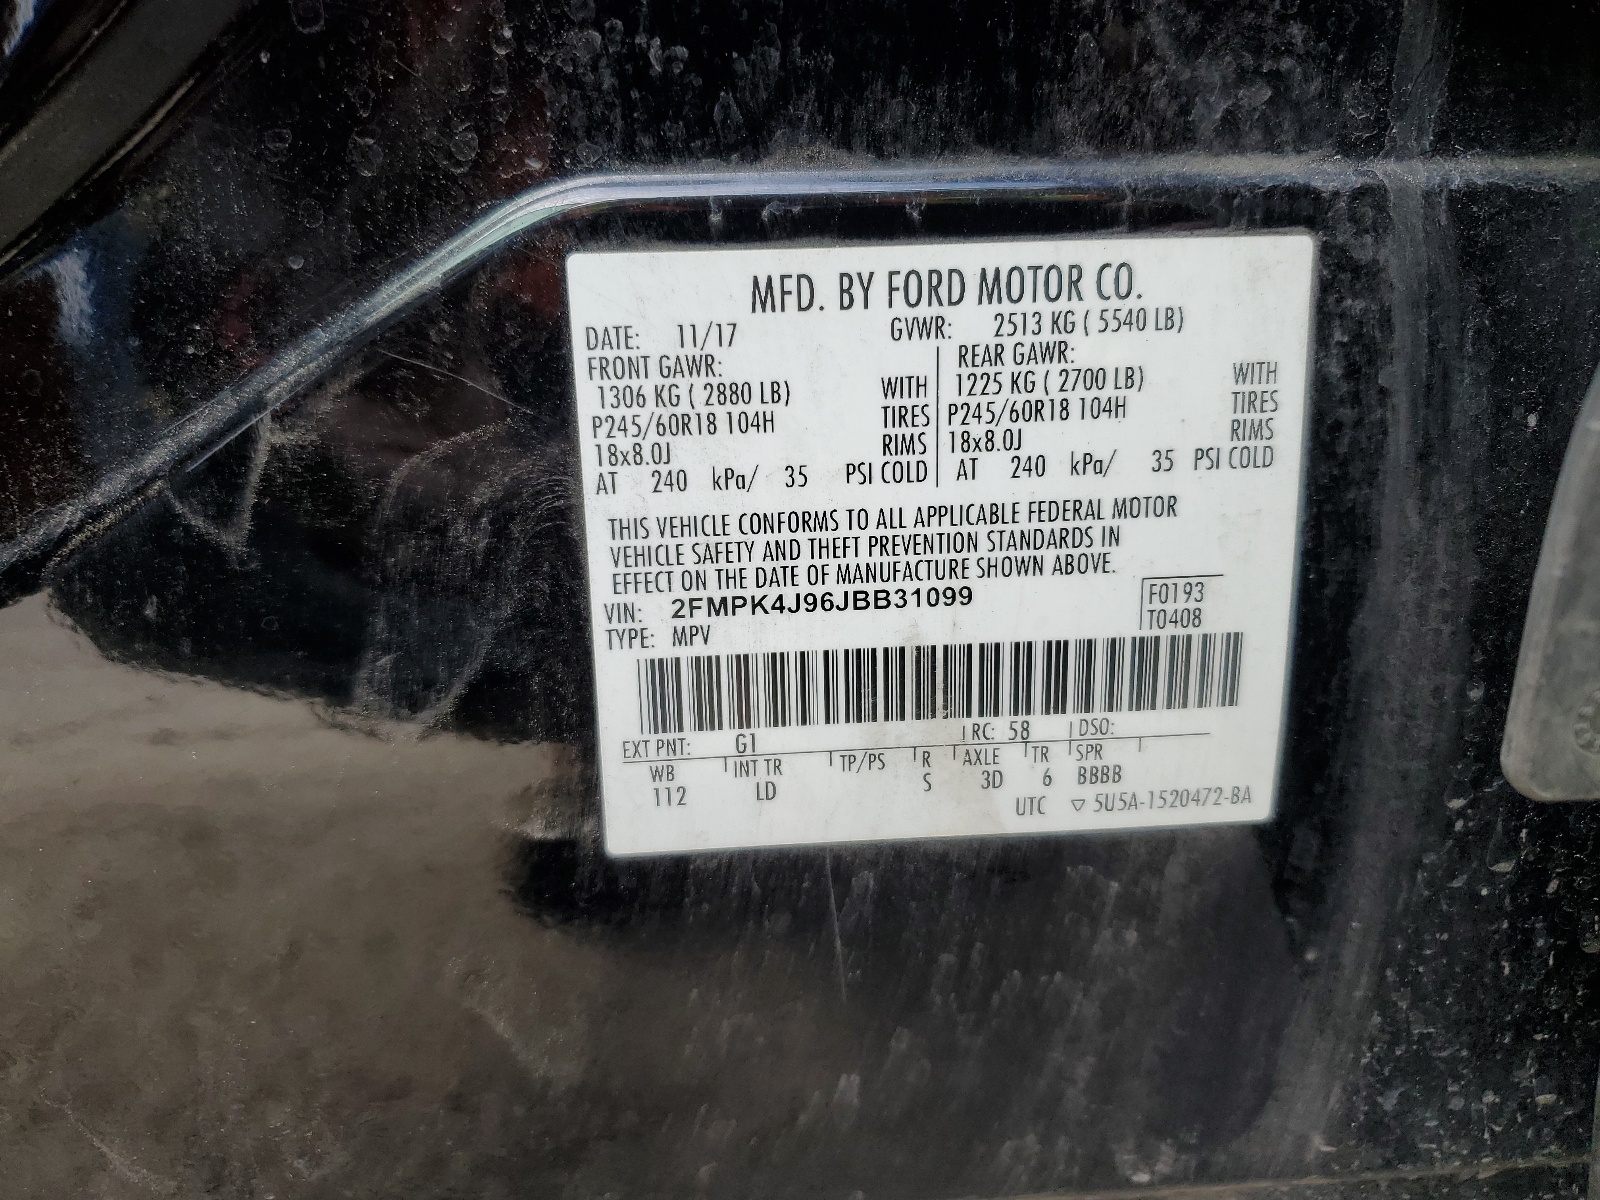 MFD. BY FORD MOTOR CO.
DATE: 11/17 GVWR: 2513 KG ( 5540 LB)
FRONT GAWR: REAR GAWR:
1306 KG ( 2880 LB) WITH 1225 KG ( 2700 LB) WITH
P245/60R18 104H TIRES P245/60R18 104H TIRES
18x8.0J RIMS 18x8.0J RIMS
AT 240 kPa/ 35 PSI COLD AT 240 kPa/ 35 PSI COLD
THIS VEHICLE CONFORMS TO ALL APPLICABLE FEDERAL MOTOR
VEHICLE SAFETY AND THEFT PREVENTION STANDARDS IN
EFFECT ON THE DATE OF MANUFACTURE SHOWN ABOVE.
VIN: 2FMPK4J96JBB31099 F0193
TYPE: MPV T0408
EXT PNT: G1 RC: 58 DSO:
WB INT TR TP/PS R AXLE TR SPR
112 LD S 3D 6 BBBB
UTC ▽ 5U5A-1520472-BA